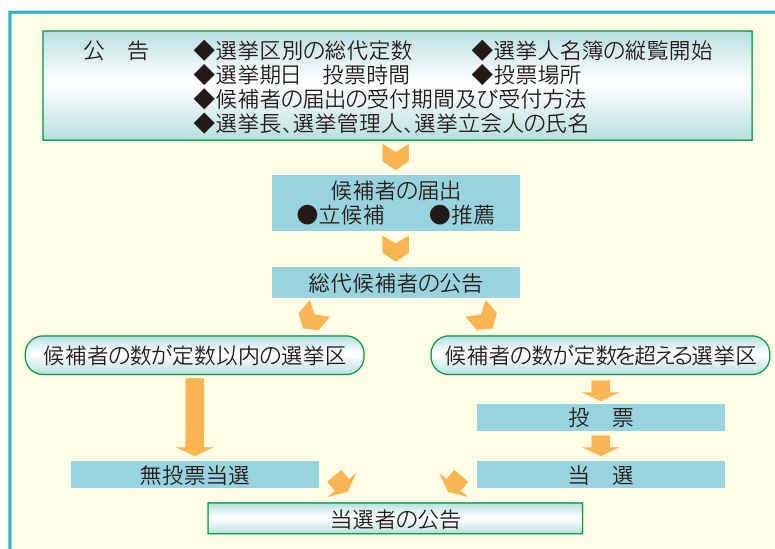 公　告　◆選挙区別の総代定数　◆選挙人名簿の縦覧開始
◆選挙期日　投票時間　◆投票場所
◆候補者の届出の受付期間及び受付方法
◆選挙長、選挙管理人、選挙立会人の氏名
候補者の届出
●立候補　●推薦
総代候補者の公告
候補者の数が定数以内の選挙区
候補者の数が定数を超える選挙区
投　票
無投票当選
当　選
当選者の公告